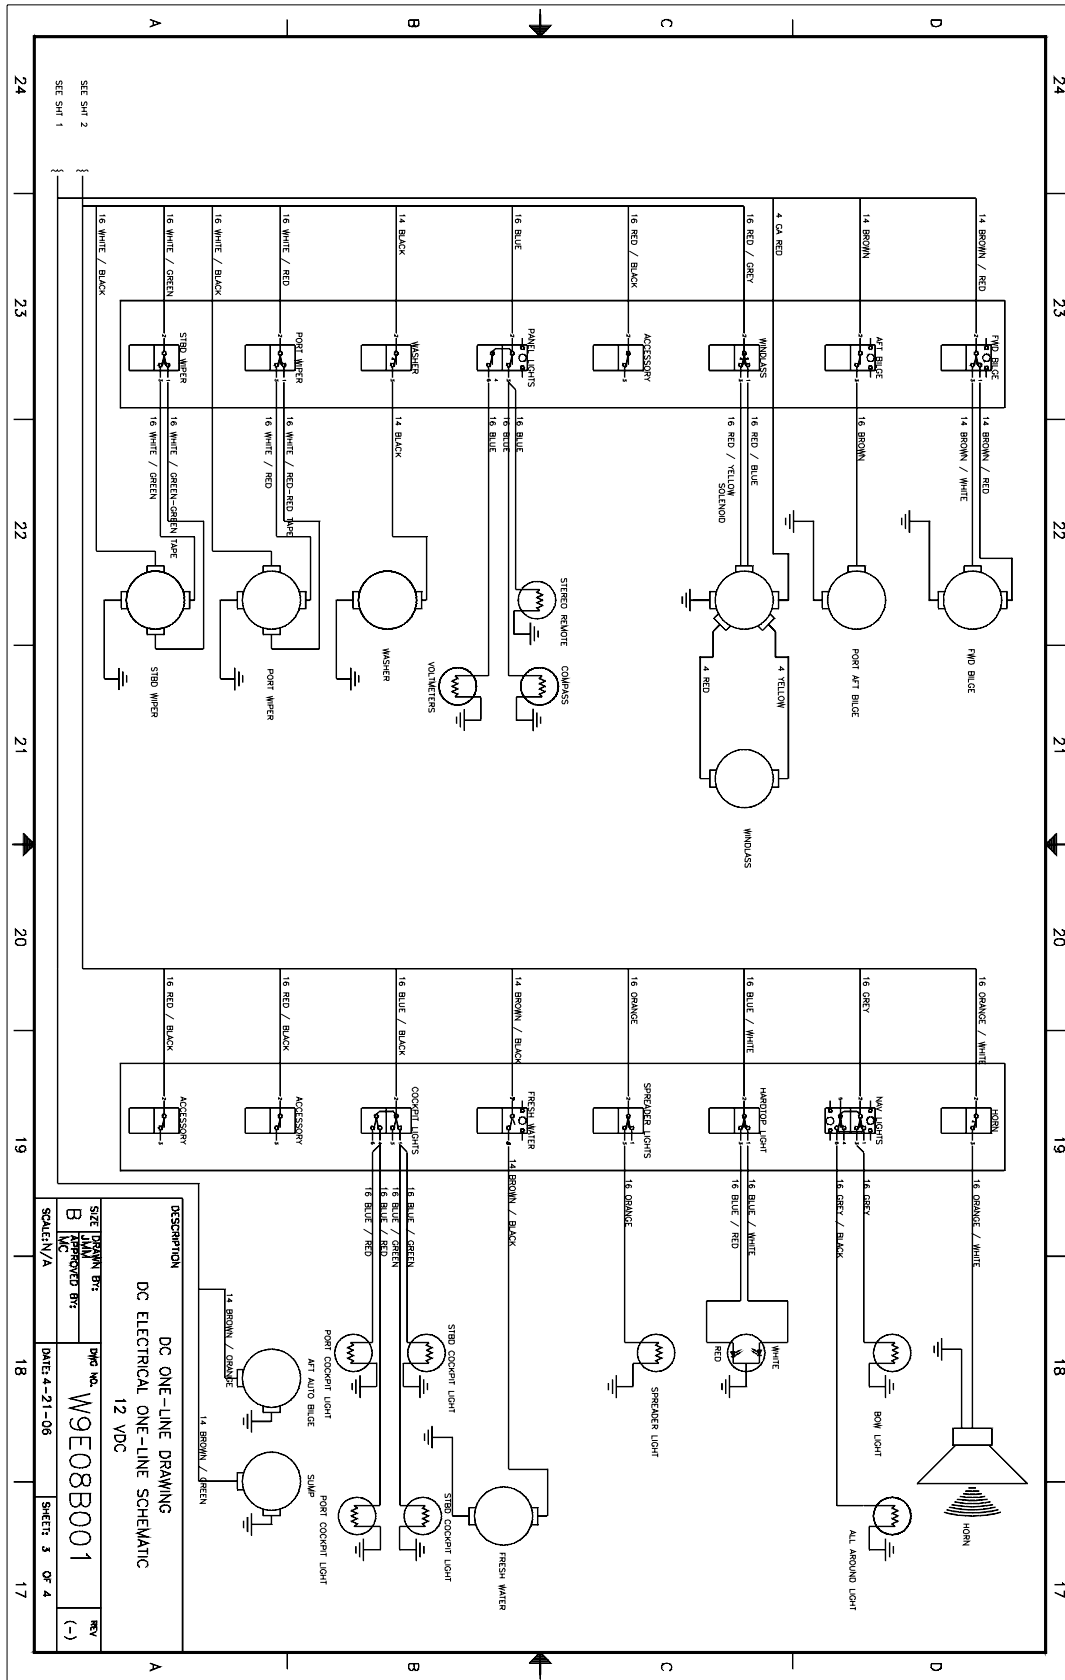 D
C
B
A
24
23
22
21
20
19
18
17
SEE SHT 2
SEE SHT 1
14 BROWN / RED
14 BROWN
4 GA RED
16 RED / GREY
16 RED / BLACK
16 BLUE
14 BLACK
16 WHITE / RED
16 WHITE / BLACK
16 WHITE / GREEN
16 WHITE / BLACK
FWD BILGE
AFT BILGE
WINDLASS
ACCESSORY
PANEL LIGHTS
WASHER
PORT WIPER
STBD WIPER
14 BROWN / RED
14 BROWN / WHITE
16 BROWN
16 RED / BLUE
16 RED / YELLOW
SOLENOID
16 BLUE
16 BLUE
16 BLUE
14 BLACK
16 WHITE / RED-RED TAPE
16 WHITE / RED
16 WHITE / GREEN-GREEN TAPE
16 WHITE / GREEN
FWD BILGE
PORT AFT BILGE
4 YELLOW
4 RED
WINDLASS
STEREO REMOTE
COMPASS
VOLTMETERS
WASHER
PORT WIPER
STBD WIPER
16 ORANGE / WHITE
16 GREY
16 BLUE / WHITE
16 ORANGE
14 BROWN / BLACK
16 BLUE / BLACK
16 RED / BLACK
16 RED / BLACK
HORN
NAV LIGHTS
HARDTOP LIGHT
SPREADER LIGHTS
FRESH WATER
COCKPIT LIGHTS
ACCESSORY
ACCESSORY
16 ORANGE / WHITE
16 GREY
16 GREY / BLACK
16 BLUE / WHITE
16 BLUE / RED
16 ORANGE
14 BROWN / BLACK
16 BLUE / GREEN
16 BLUE / GREEN
16 BLUE / RED
16 BLUE / RED
HORN
BOW LIGHT
ALL AROUND LIGHT
WHITE
RED
SPREADER LIGHT
FRESH WATER
STBD COCKPIT LIGHT
STBD COCKPIT LIGHT
PORT COCKPIT LIGHT
PORT COCKPIT LIGHT
AFT AUTO BILGE
14 BROWN / ORANGE
SUMP
14 BROWN / GREEN
DESCRIPTION
DC ONE-LINE DRAWING
DC ELECTRICAL ONE-LINE SCHEMATIC
12 VDC
SIZE
B
DRAWN BY:
JMM
APPROVED BY:
MC
DWG NO.
W9E08B001
REV
(-)
SCALE: N/A
DATE: 4-21-06
SHEET: 3 OF 4
24
23
22
21
20
19
18
17
D
C
B
A